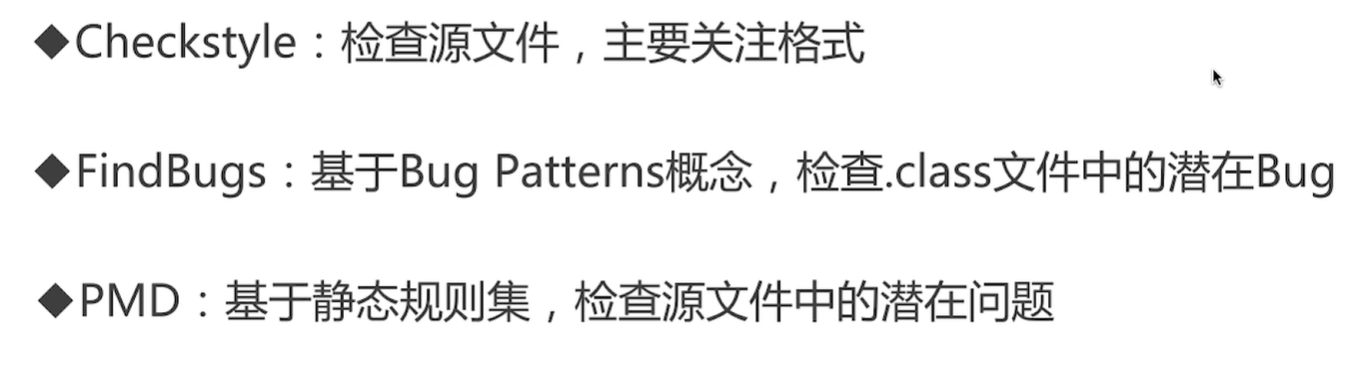 ◆Checkstyle：检查源文件，主要关注格式
◆FindBugs：基于Bug Patterns概念，检查.class文件中的潜在Bug
◆PMD：基于静态规则集，检查源文件中的潜在问题